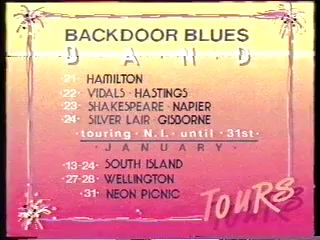 BACKDOOR BLUES
BAND
·21· HAMILTON
·22· VIDALS · HASTINGS
·23· SHAKESPEARE · NAPIER
·24· SILVER LAIR · GISBORNE
·touring · N.I. · until · 31st·
·JANUARY·
·13-24· SOUTH ISLAND
·27-28· WELLINGTON
·31· NEON PICNIC
TOURS